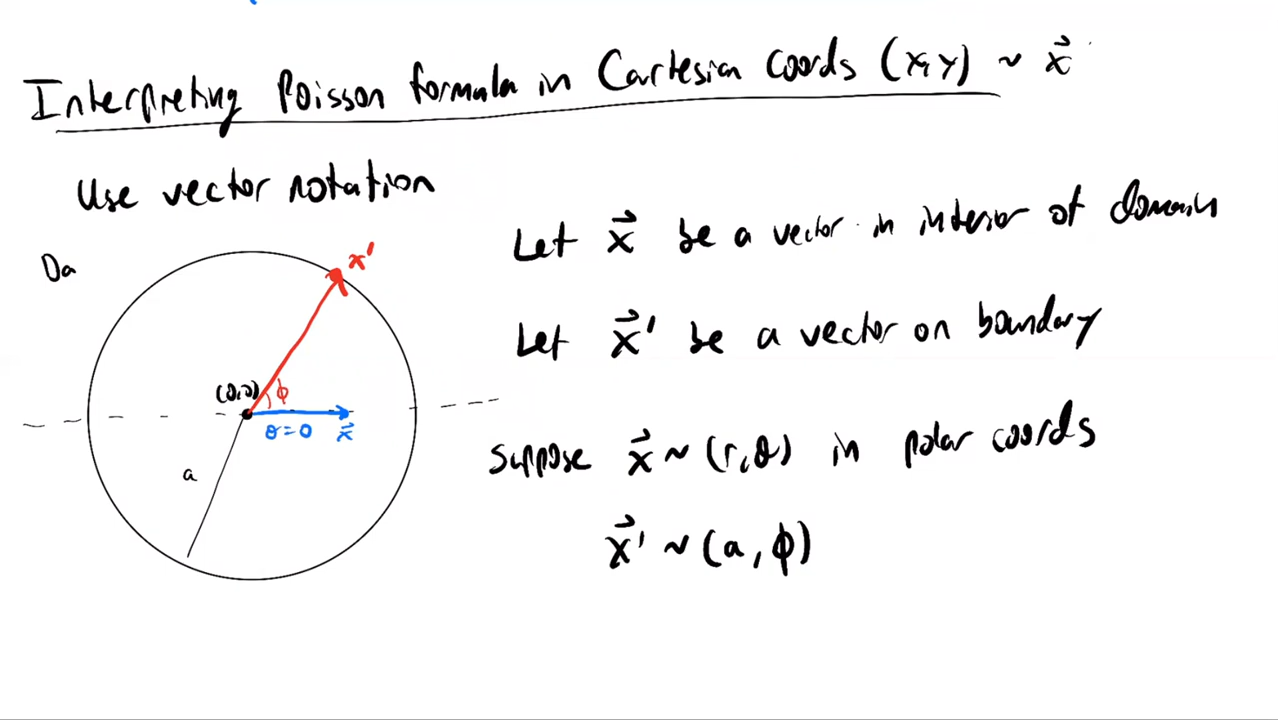 Interpreting Poisson formula in Cartesian Coords (x,y) ~ x⃗
Use vector notation
Da
x'
(0,0)
ϕ
θ=0
x⃗
a
Let x⃗ be a vector in interior of domain
Let x⃗' be a vector on boundary
Suppose x⃗ ~ (r,θ) in polar coords
x⃗' ~ (a, ϕ)